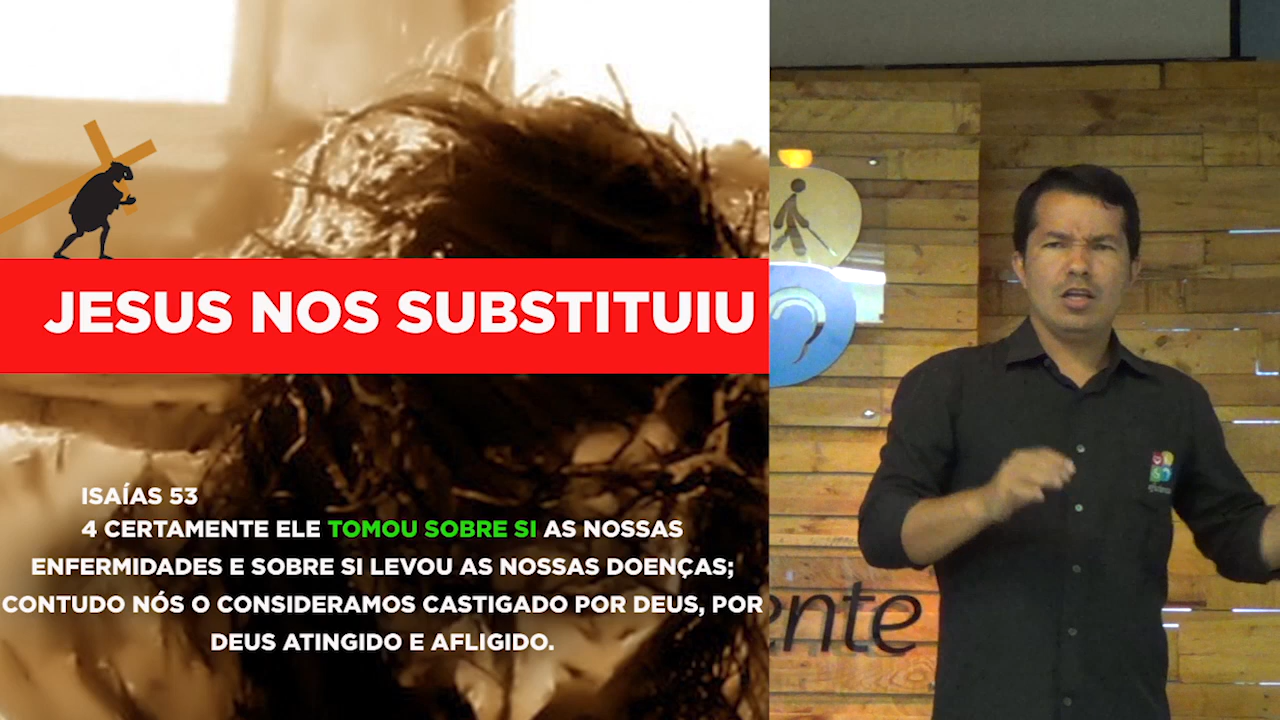 JESUS NOS SUBSTITUIU
ISAÍAS 53
4 CERTAMENTE ELE TOMOU SOBRE SI AS NOSSAS
ENFERMIDADES E SOBRE SI LEVOU AS NOSSAS DOENÇAS;
CONTUDO NÓS O CONSIDERAMOS CASTIGADO POR DEUS, POR
DEUS ATINGIDO E AFLIGIDO.
ente